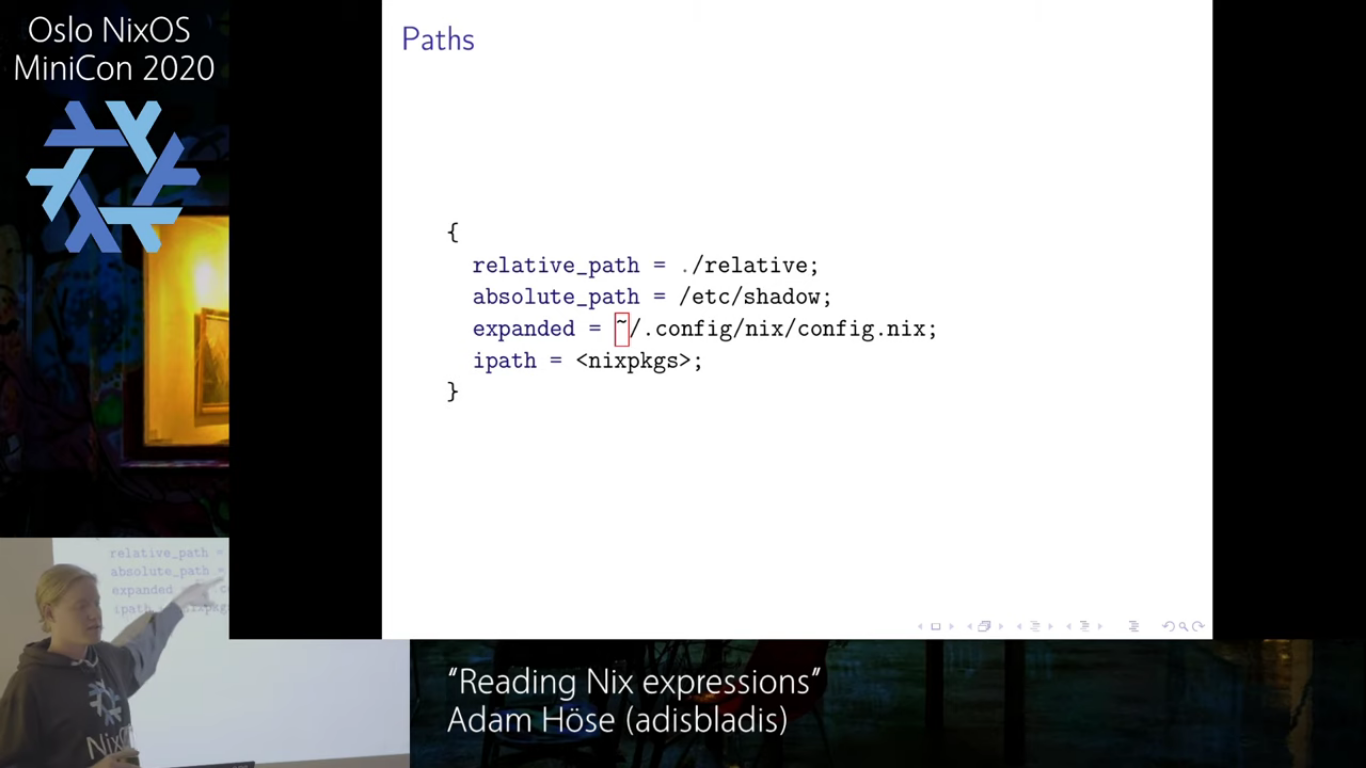 Oslo NixOS
MiniCon 2020
Paths
{
relative_path = ./relative;
absolute_path = /etc/shadow;
expanded = ~/.config/nix/config.nix;
ipath = <nixpkgs>;
}
relative_path =
absolute_path =
expanded
ipath
"Reading Nix expressions"
Adam Höse (adisbladis)